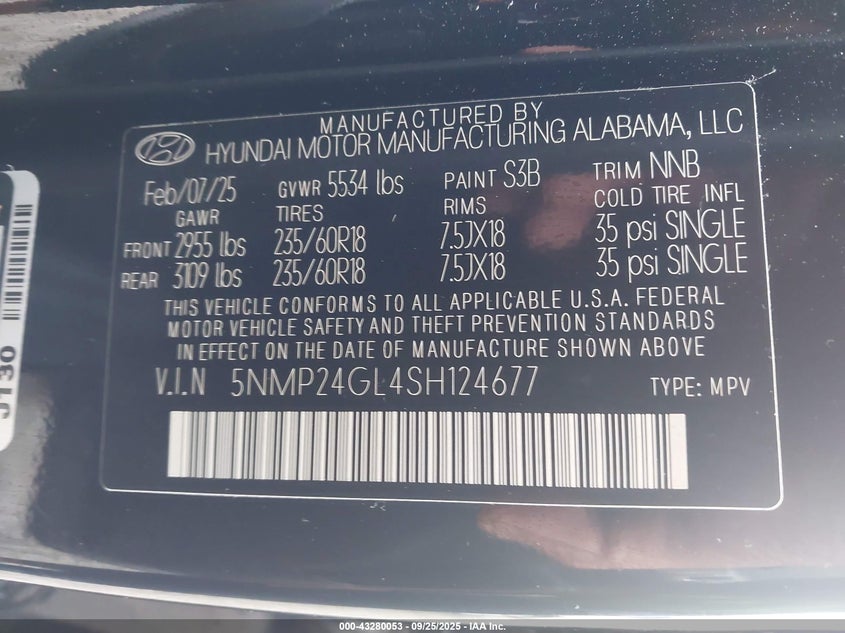 MANUFACTURED BY
HYUNDAI MOTOR MANUFACTURING ALABAMA, LLC
Feb/07/25 GVWR 5534 lbs PAINT S3B TRIM NNB
GAWR TIRES RIMS COLD TIRE INFL
FRONT 2955 lbs 235/60R18 7.5JX18 35 psi SINGLE
REAR 3109 lbs 235/60R18 7.5JX18 35 psi SINGLE
THIS VEHICLE CONFORMS TO ALL APPLICABLE U.S.A. FEDERAL
MOTOR VEHICLE SAFETY AND THEFT PREVENTION STANDARDS
IN EFFECT ON THE DATE OF MANUFACTURE SHOWN ABOVE
V.I.N 5NMP24GL4SH124677 TYPE: MPV
J130
000-43280053 — 09/25/2025 — IAA Inc.